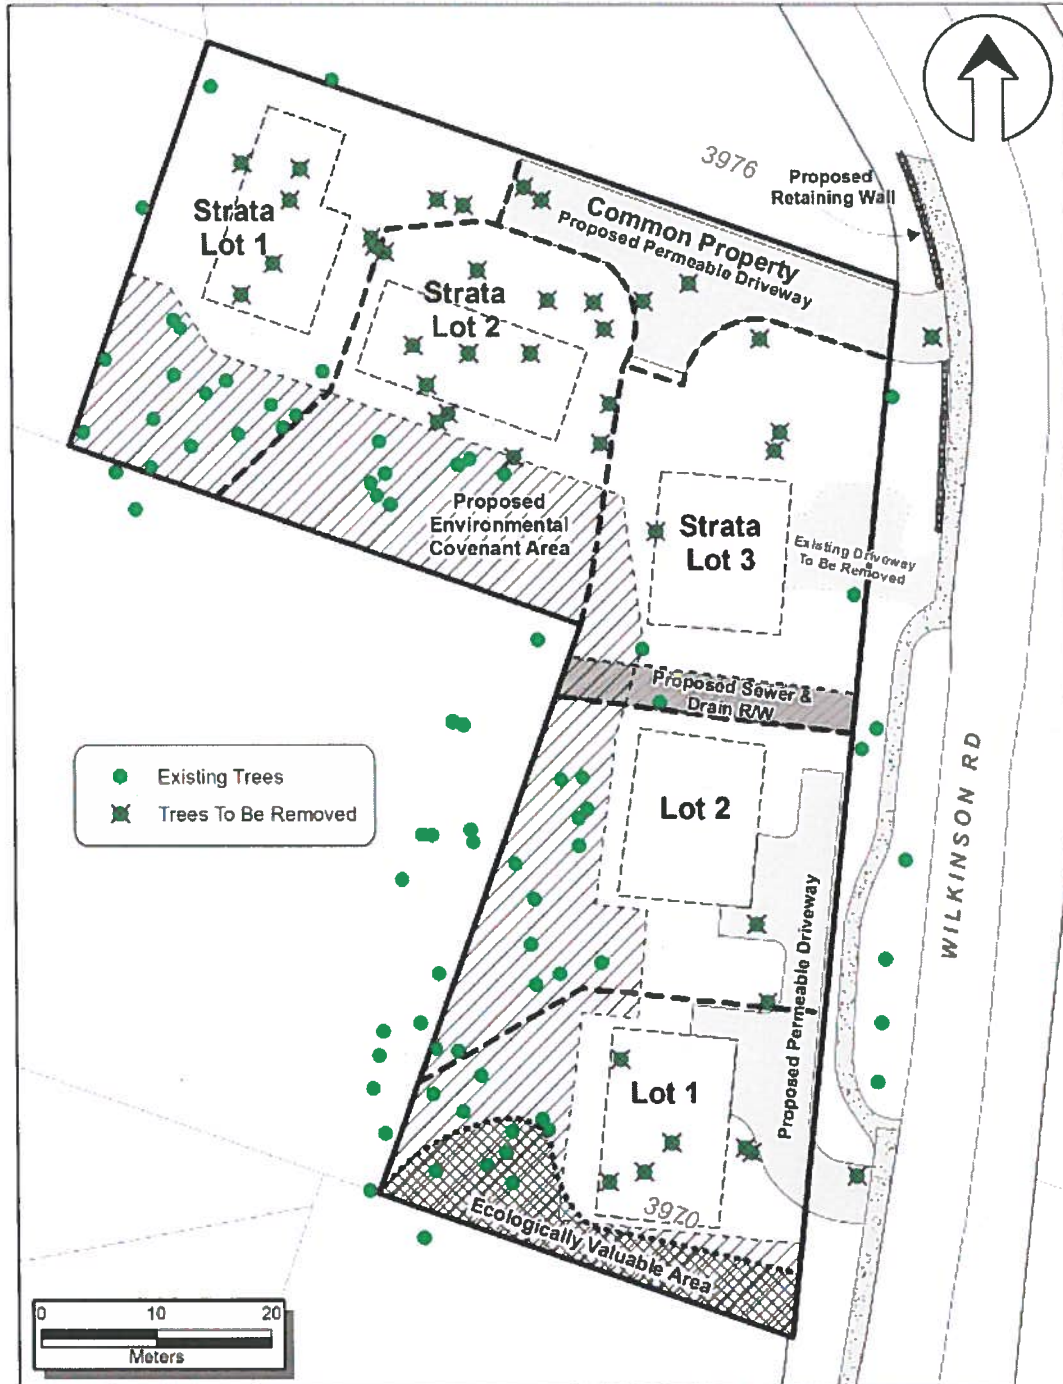 3976
Proposed
Retaining Wall
Common Property
Proposed Permeable Driveway
Strata
Lot 1
Strata
Lot 2
Proposed
Environmental
Covenant Area
Strata
Lot 3
Existing Driveway
To Be Removed
Proposed Sewer &
Drain R/W
Existing Trees
Trees To Be Removed
Lot 2
WILKINSON RD
Proposed Permeable Driveway
Lot 1
3970
Ecologically Valuable Area
0 10 20
Meters